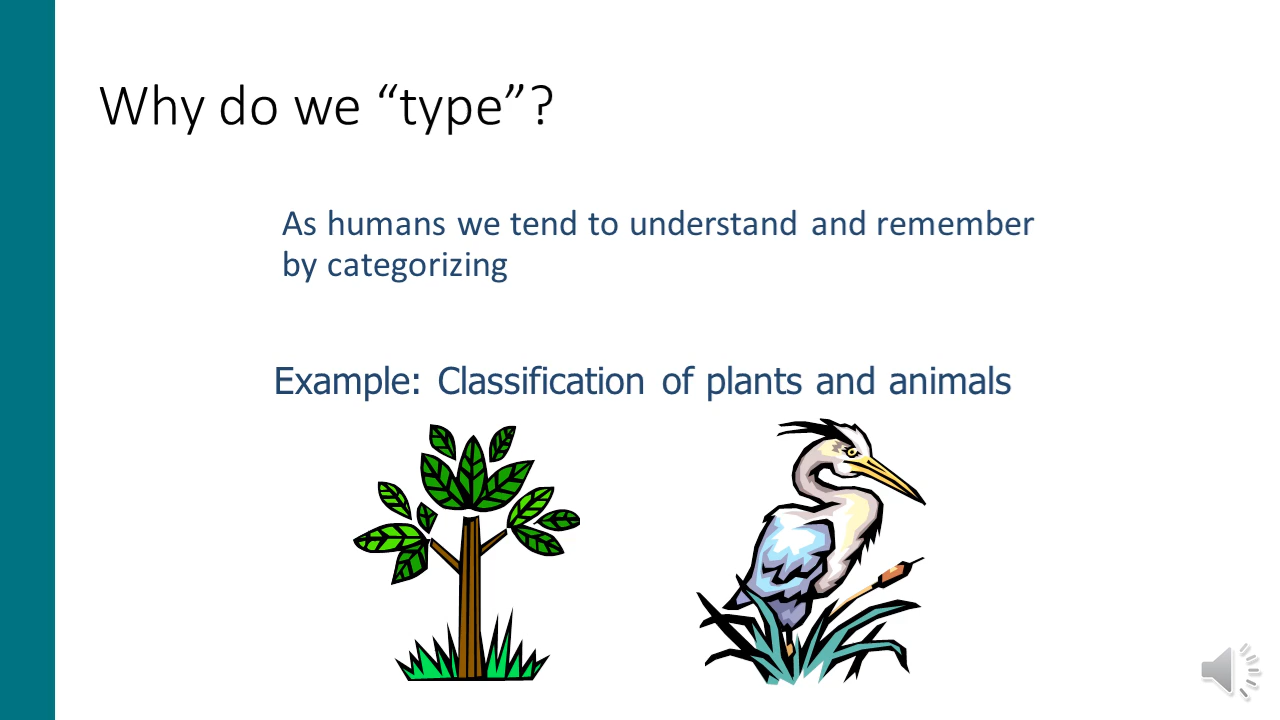 Why do we “type”?
As humans we tend to understand and remember
by categorizing
Example: Classification of plants and animals